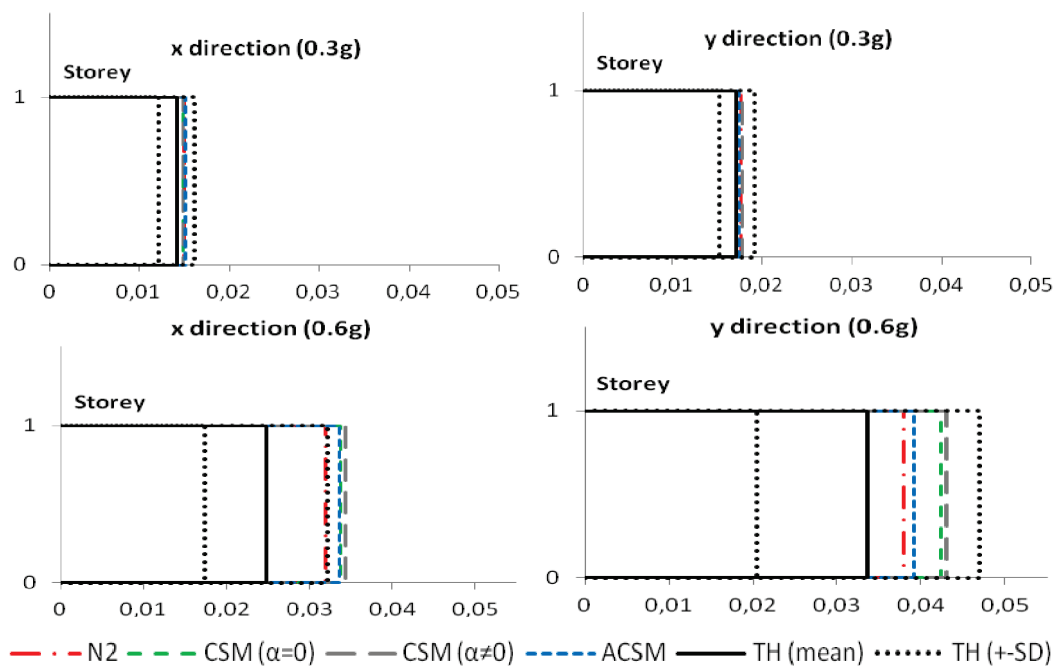 x direction (0.3g)
Storey
1
0
0 0,01 0,02 0,03 0,04 0,05
y direction (0.3g)
Storey
1
0
0 0,01 0,02 0,03 0,04 0,05
x direction (0.6g)
Storey
1
0
0 0,01 0,02 0,03 0,04 0,05
y direction (0.6g)
Storey
1
0
0 0,01 0,02 0,03 0,04 0,05
N2 CSM (α=0) CSM (α≠0) ACSM TH (mean) TH (+-SD)